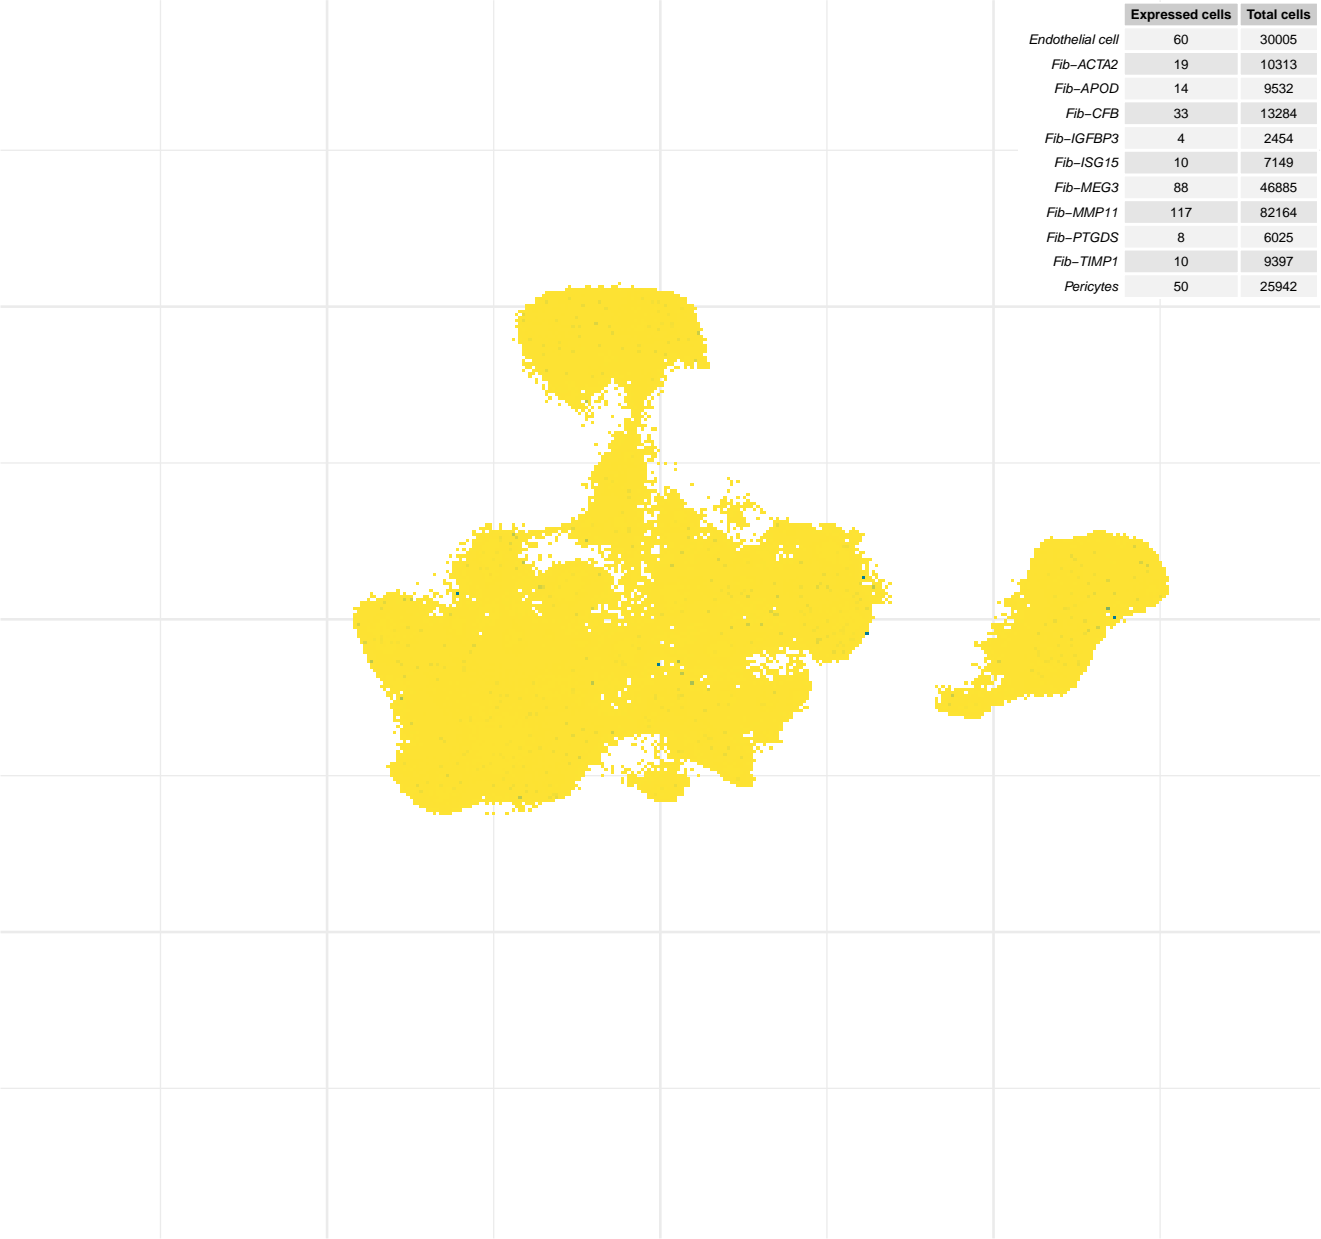 Expressed cells Total cells
Endothelial cell 60 30005
Fib−ACTA2 19 10313
Fib−APOD 14 9532
Fib−CFB 33 13284
Fib−IGFBP3 4 2454
Fib−ISG15 10 7149
Fib−MEG3 88 46885
Fib−MMP11 117 82164
Fib−PTGDS 8 6025
Fib−TIMP1 10 9397
Pericytes 50 25942